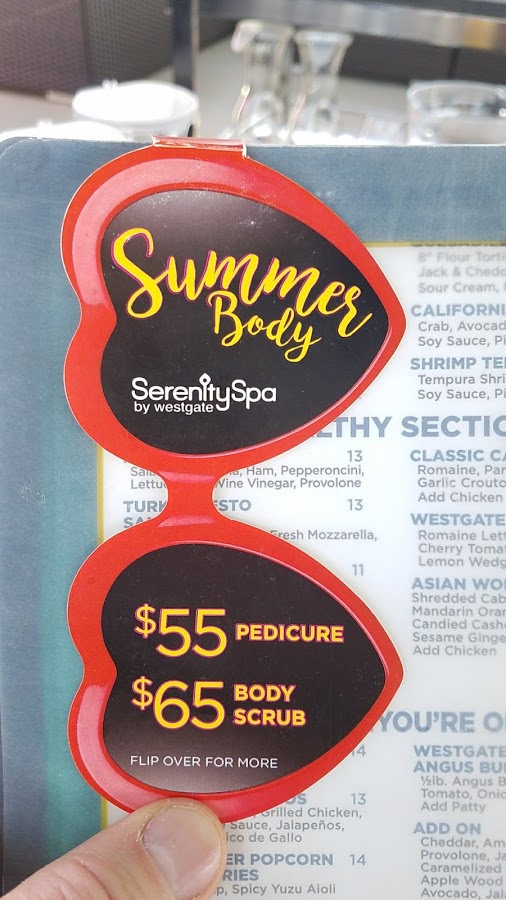 Summer
Body
SerenitySpa
by westgate
$55 PEDICURE
$65 BODY
SCRUB
FLIP OVER FOR MORE
LTHY SECTIO
13
Ham, Pepperoncini,
Vine Vinegar, Provolone
TURK ESTO 13
Fresh Mozzarella,
11
14
13
Grilled Chicken,
Sauce, Jalapeños,
ico de Gallo
ER POPCORN 14
RIES
Spicy Yuzu Aioli
8" Flour Torti
Jack & Chedd
Sour Cream,
CALIFORNI
Crab, Avocad
Soy Sauce, Pi
SHRIMP TE
Tempura Shri
Soy Sauce, Pi
CLASSIC CA
Romaine, Par
Garlic Crouto
Add Chicken
WESTGATE
Romaine Lett
Cherry Tomat
Lemon Wedg
ASIAN WO
Shredded Cab
Mandarin Oran
Candied Cash
Sesame Ginge
Add Chicken
YOU'RE O
WESTGATE
ANGUS BU
½lb. Angus B
Tomato, Onio
Add Patty
ADD ON
Cheddar, Am
Provolone, Ja
Caramelized
Apple Wood
Avocado, Jala